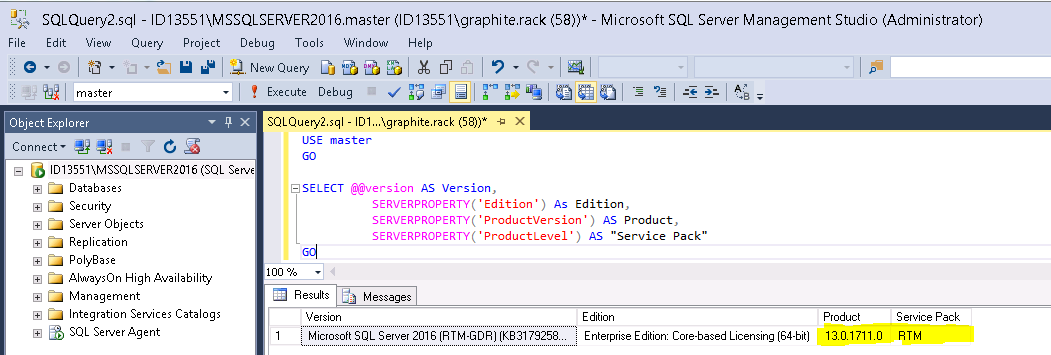 SQLQuery2.sql - ID13551\MSSQLSERVER2016.master (ID13551\graphite.rack (58))* - Microsoft SQL Server Management Studio (Administrator)
File Edit View Query Project Debug Tools Window Help
New Query MDX DMX XMLA
master Execute Debug
Object Explorer
SQLQuery2.sql - ID1...\graphite.rack (58))*
Connect
ID13551\MSSQLSERVER2016 (SQL Serve
Databases
Security
Server Objects
Replication
PolyBase
AlwaysOn High Availability
Management
Integration Services Catalogs
SQL Server Agent
USE master
GO
SELECT @@version AS Version,
SERVERPROPERTY('Edition') As Edition,
SERVERPROPERTY('ProductVersion') AS Product,
SERVERPROPERTY('ProductLevel') AS "Service Pack"
GO
100 %
Results Messages
Version Edition Product Service Pack
1 Microsoft SQL Server 2016 (RTM-GDR) (KB3179258... Enterprise Edition: Core-based Licensing (64-bit) 13.0.1711.0 RTM